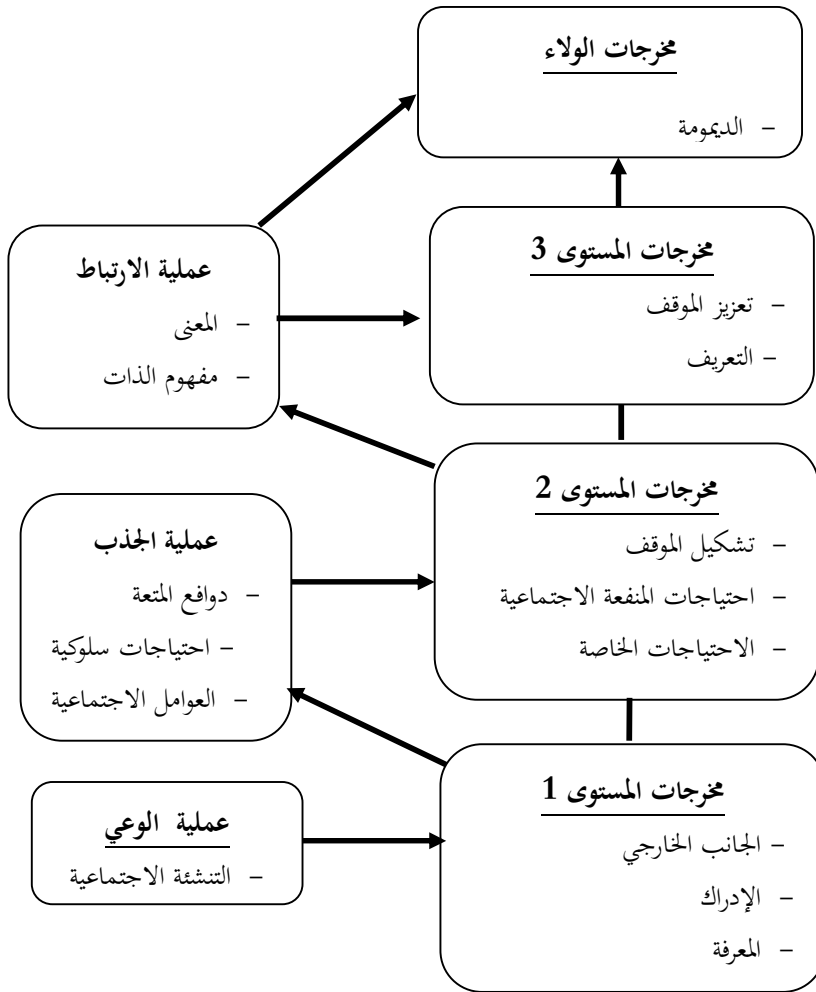 مخرجات الولاء
- الديمومة
مخرجات المستوى 3
- تعزيز الموقف
- التعريف
عملية الارتباط
- المعنى
- مفهوم الذات
مخرجات المستوى 2
- تشكيل الموقف
- احتياجات المنفعة الاجتماعية
- الاحتياجات الخاصة
عملية الجذب
- دوافع المتعة
- احتياجات سلوكية
- العوامل الاجتماعية
مخرجات المستوى 1
- الجانب الخارجي
- الإدراك
- المعرفة
عملية الوعي
- التنشئة الاجتماعية